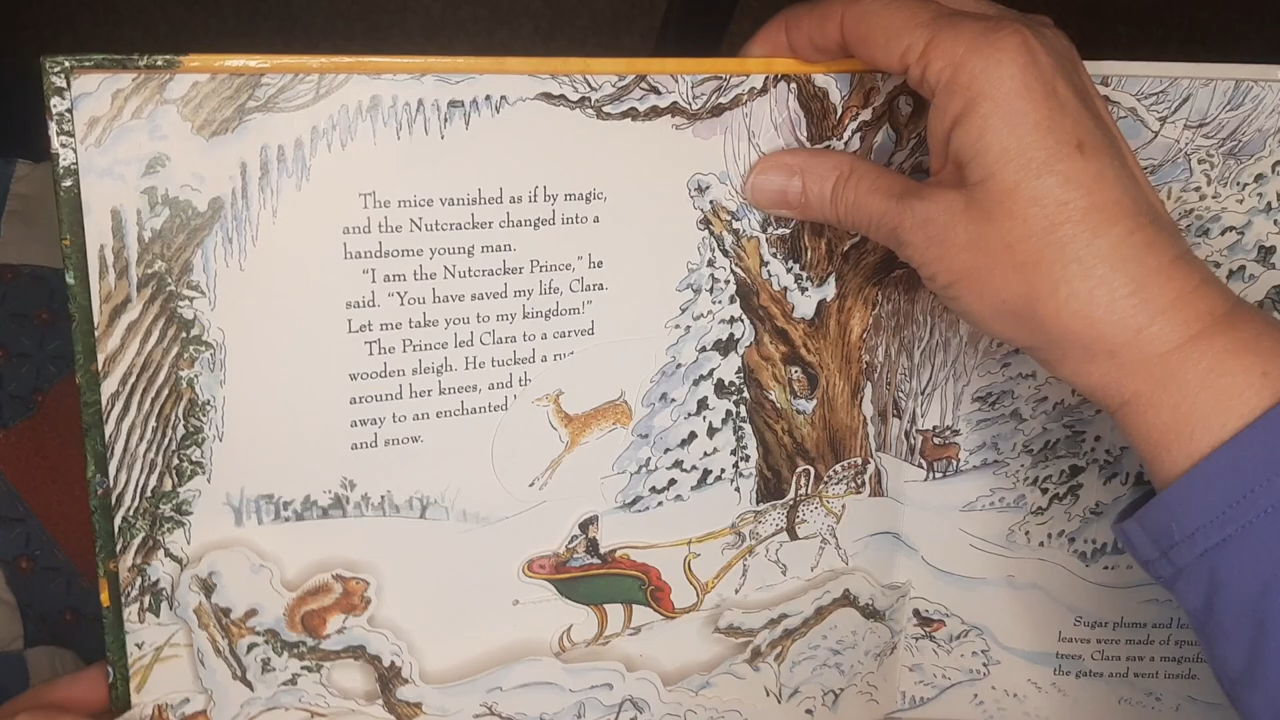 The mice vanished as if by magic,
and the Nutcracker changed into a
handsome young man.
"I am the Nutcracker Prince," he
said. "You have saved my life, Clara.
Let me take you to my kingdom!"
The Prince led Clara to a carved
wooden sleigh. He tucked a
around her knees, and
away to an enchanted
and snow.
Sugar plums and
leaves were made of
trees, Clara saw a
the gates and went inside.